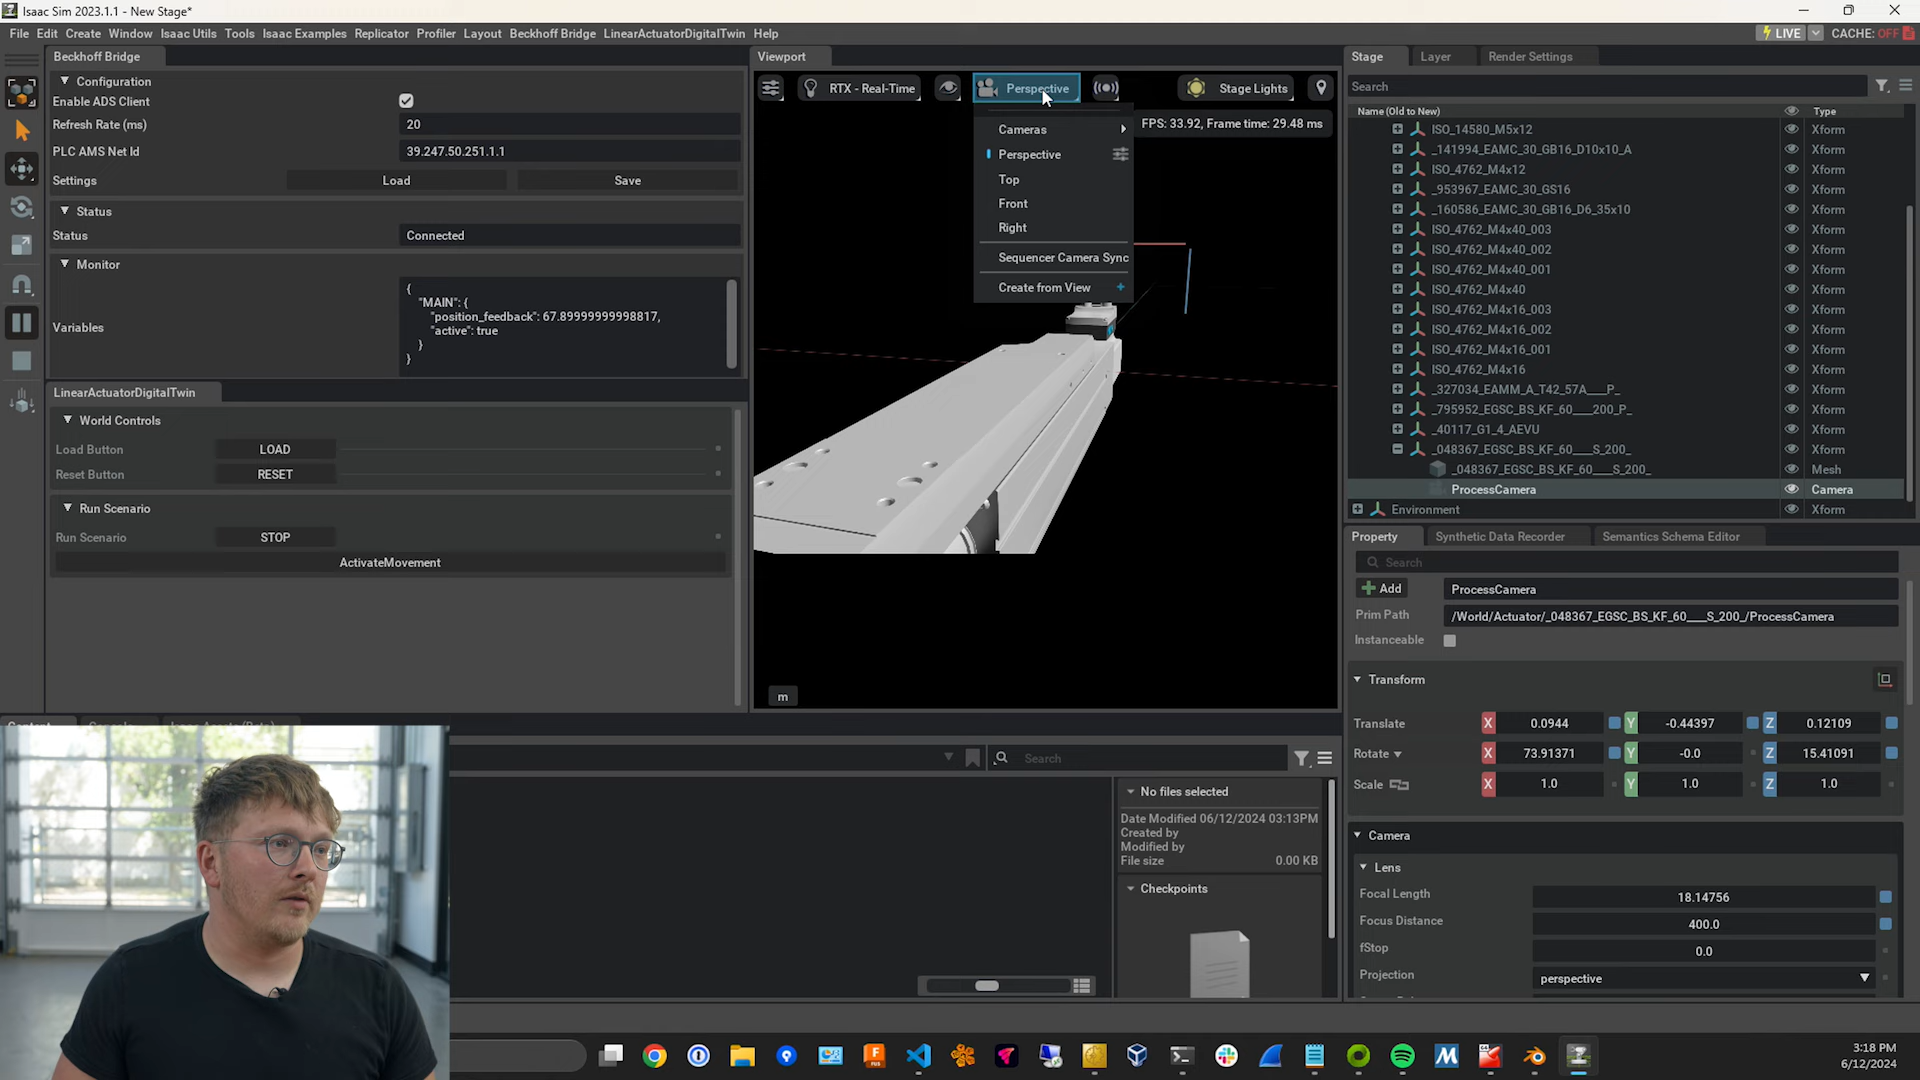 Isaac Sim 2023.1.1 - New Stage*
File Edit Create Window Isaac Utils Tools Isaac Examples Replicator Profiler Layout Beckhoff Bridge LinearActuatorDigitalTwin Help
LIVE CACHE: OFF
Beckhoff Bridge
Configuration
Enable ADS Client
Refresh Rate (ms) 20
PLC AMS Net Id 39.247.50.251.1.1
Settings Load Save
Status
Status Connected
Monitor
Variables
{
"MAIN": {
"position_feedback": 67.89999999998817,
"active": true
}
}
LinearActuatorDigitalTwin
World Controls
Load Button LOAD
Reset Button RESET
Run Scenario
Run Scenario STOP
ActivateMovement
Viewport
RTX - Real-Time Perspective Stage Lights
FPS: 33.92, Frame time: 29.48 ms
Cameras
Perspective
Top
Front
Right
Sequencer Camera Sync
Create from View +
m
Search
No files selected
Date Modified 06/12/2024 03:13PM
Created by
Modified by
File size 0.00 KB
Checkpoints
Stage Layer Render Settings
Search
Name (Old to New) Type
ISO_14580_M5x12 Xform
_141994_EAMC_30_GB16_D10x10_A Xform
ISO_4762_M4x12 Xform
_953967_EAMC_30_GS16 Xform
_160586_EAMC_30_GB16_D6_35x10 Xform
ISO_4762_M4x40_003 Xform
ISO_4762_M4x40_002 Xform
ISO_4762_M4x40_001 Xform
ISO_4762_M4x40 Xform
ISO_4762_M4x16_003 Xform
ISO_4762_M4x16_002 Xform
ISO_4762_M4x16_001 Xform
ISO_4762_M4x16 Xform
_327034_EAMM_A_T42_57A___P_ Xform
_795952_EGSC_BS_KF_60___200_P_ Xform
_40117_G1_4_AEVU Xform
_048367_EGSC_BS_KF_60___S_200_ Xform
_048367_EGSC_BS_KF_60___S_200_ Mesh
ProcessCamera Camera
Environment Xform
Property Synthetic Data Recorder Semantics Schema Editor
Search
Add ProcessCamera
Prim Path /World/Actuator/_048367_EGSC_BS_KF_60___S_200_/ProcessCamera
Instanceable
Transform
Translate X 0.0944 Y -0.44397 Z 0.12109
Rotate X 73.91371 Y -0.0 Z 15.41091
Scale X 1.0 Y 1.0 Z 1.0
Camera
Lens
Focal Length 18.14756
Focus Distance 400.0
fStop 0.0
Projection perspective
3:18 PM
6/12/2024